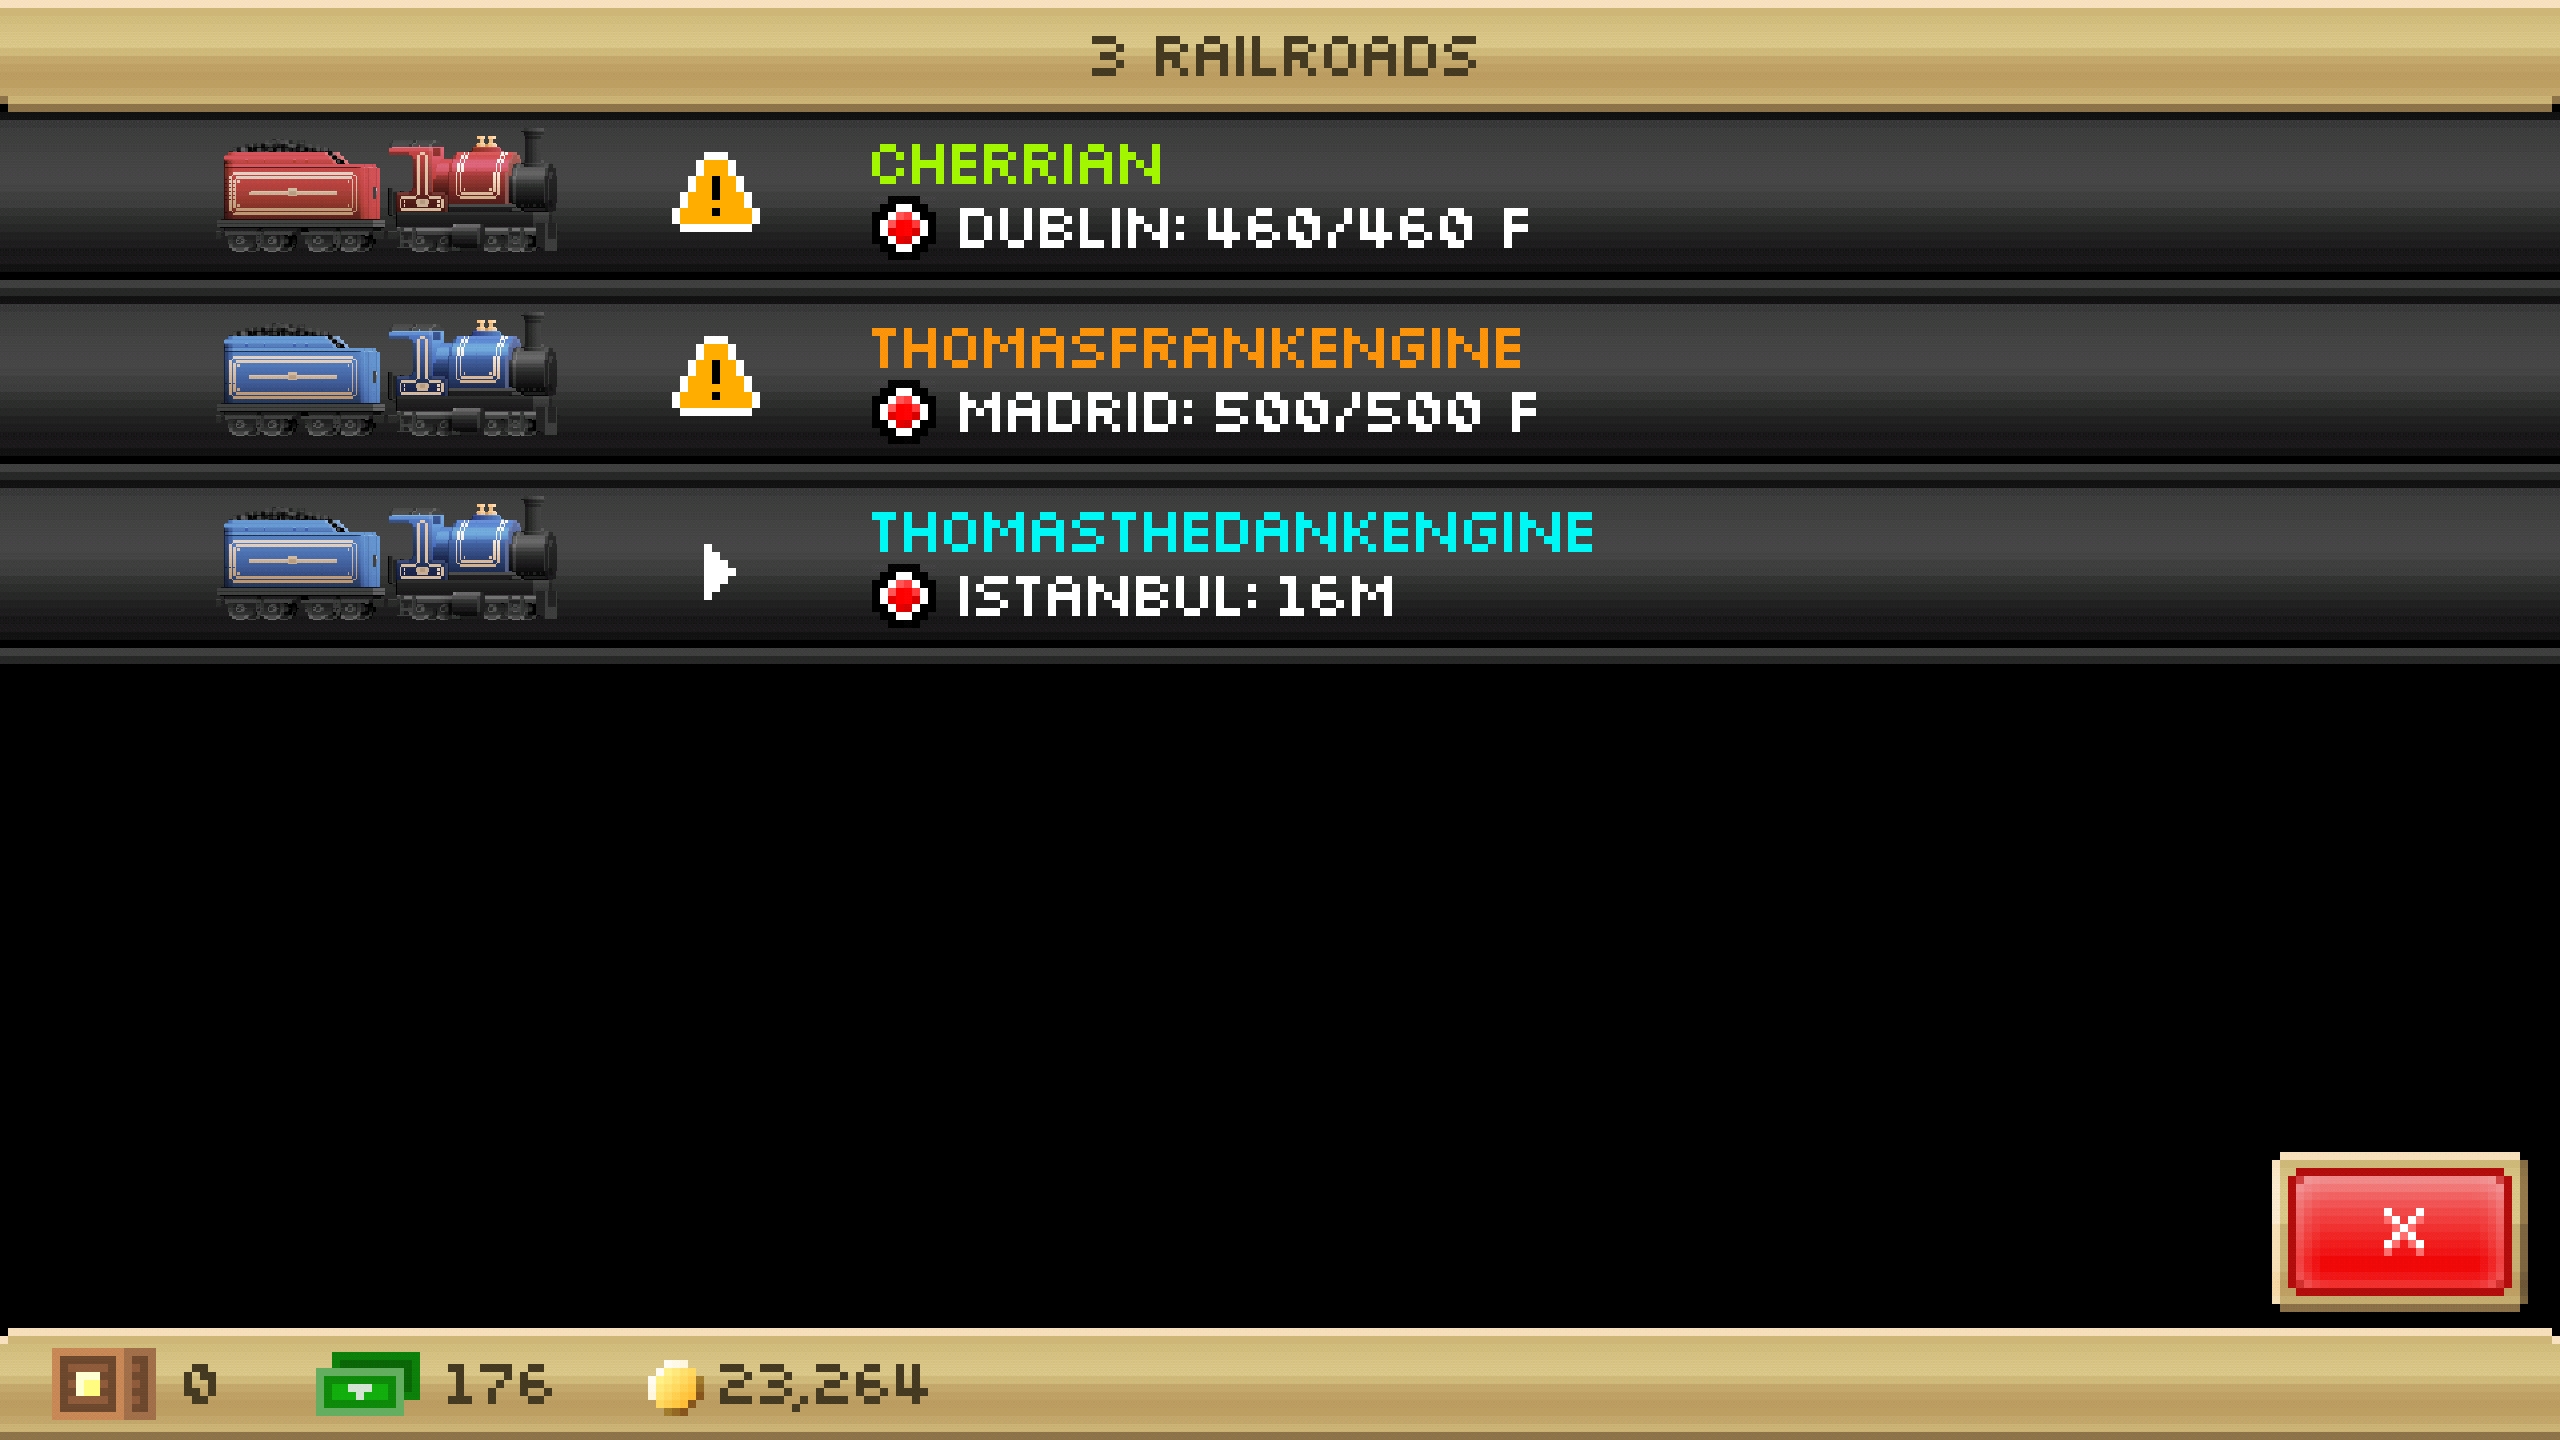 3 RAILROADS
CHERRIAN
DUBLIN: 460/460 F
THOMASFRANKENGINE
MADRID: 500/500 F
THOMASTHEDANKENGINE
ISTANBUL: 16M
X
0 176 23,264